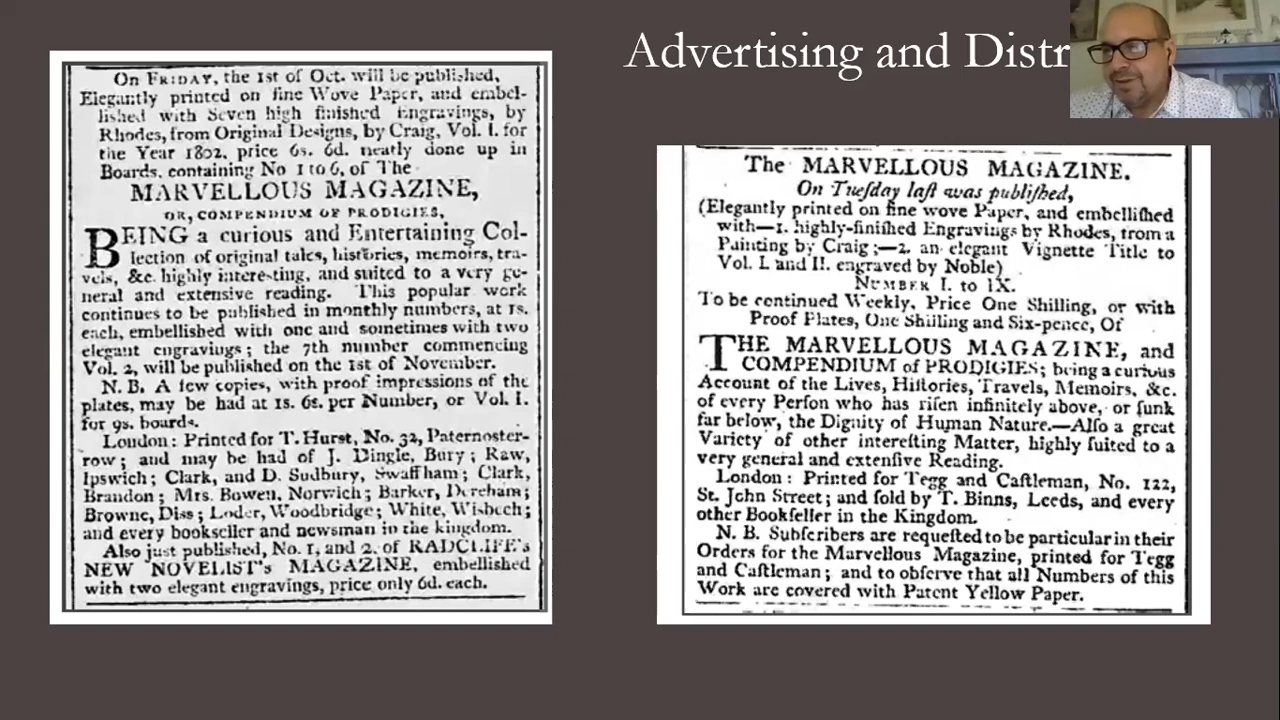 Advertising and Distr
On FRIDAY, the 1st of Oct. will be published,
Elegantly printed on fine Wove Paper, and embel-
lished with Seven high finished Engravings, by
Rhodes, from Original Designs, by Craig, Vol. I. for
the Year 1802, price 6s. 6d. neatly done up in
Boards, containing No 1 to 6, of The
MARVELLOUS MAGAZINE,
OR, COMPENDIUM OF PRODIGIES,
BEING a curious and Entertaining Col-
lection of original tales, histories, memoirs, tra-
vels, &c. highly interesting, and suited to a very ge-
neral and extensive reading. This popular work
continues to be published in monthly numbers, at 1s.
each, embellished with one and sometimes with two
elegant engravings; the 7th number commencing
Vol. 2, will be published on the 1st of November.
N. B. A few copies, with proof impressions of the
plates, may be had at 1s. 6s. per Number, or Vol. I.
for 9s. boards.
London: Printed for T. Hurst, No. 32, Paternoster-
row; and may be had of J. Dingle, Bury; Raw,
Ipswich; Clark, and D. Sudbury, Swaffham; Clark,
Brandon; Mrs. Bowen, Norwich; Barker, Dereham;
Browne, Diss; Loder, Woodbridge; White, Wisbech;
and every bookseller and newsman in the kingdom.
Also just published, No. 1, and 2. of RADCLIFE's
NEW NOVELIST's MAGAZINE, embellished
with two elegant engravings, price only 6d. each.
The MARVELLOUS MAGAZINE.
On Tueſday laſt was publiſhed,
(Elegantly printed on fine wove Paper, and embelliſhed
with—1. highly-finiſhed Engravings by Rhodes, from a
Painting by Craig;—2. an elegant Vignette Title to
Vol. I. and II. engraved by Noble)
NUMBER I. to IX.
To be continued Weekly, Price One Shilling, or with
Proof Plates, One Shilling and Six-pence, Of
THE MARVELLOUS MAGAZINE, and
COMPENDIUM of PRODIGIES; being a curious
Account of the Lives, Hiſtories, Travels, Memoirs, &c.
of every Perſon who has riſen infinitely above, or ſunk
far below, the Dignity of Human Nature.—Alſo a great
Variety of other intereſting Matter, highly ſuited to a
very general and extenſive Reading.
London: Printed for Tegg and Caſtleman, No. 122,
St. John Street; and ſold by T. Binns, Leeds, and every
other Bookſeller in the Kingdom.
N. B. Subſcribers are requeſted to be particular in their
Orders for the Marvellous Magazine, printed for Tegg
and Caſtleman; and to obſerve that all Numbers of this
Work are covered with Patent Yellow Paper.